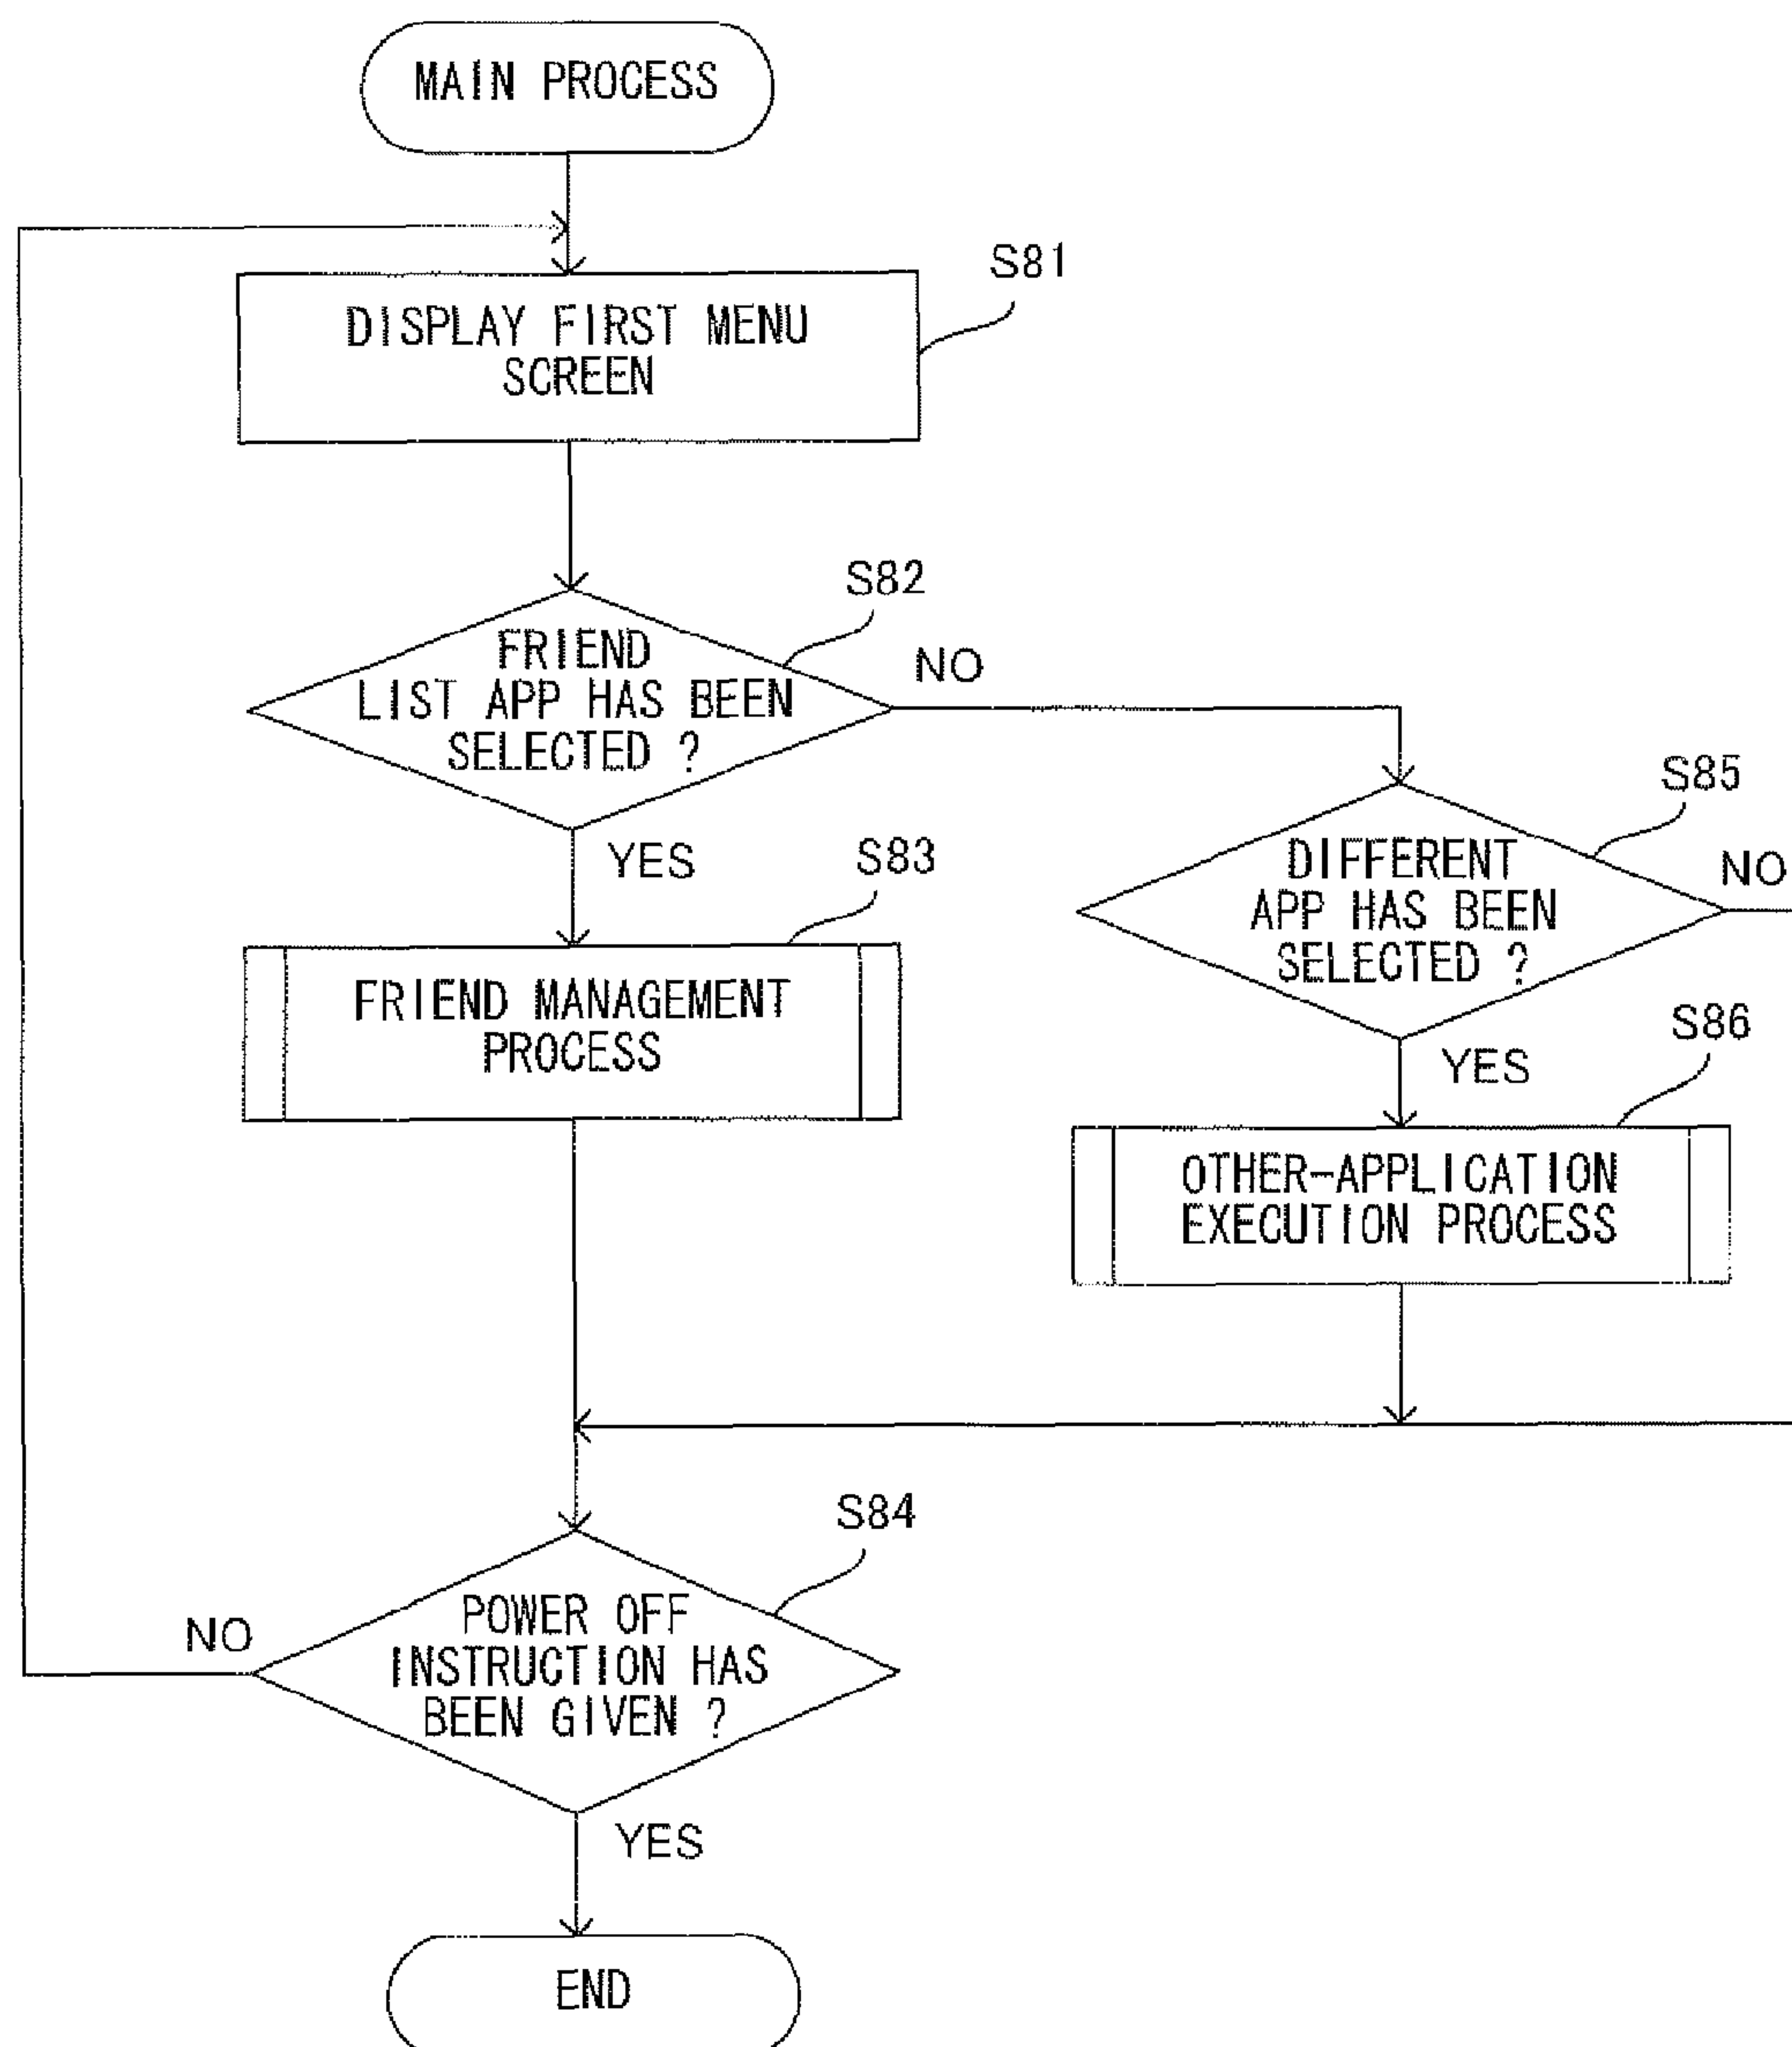 MAIN PROCESS
S81
DISPLAY FIRST MENU
SCREEN
S82
FRIEND
LIST APP HAS BEEN
SELECTED ?
NO
YES
S83
FRIEND MANAGEMENT
PROCESS
S85
DIFFERENT
APP HAS BEEN
SELECTED ?
NO
YES
S86
OTHER-APPLICATION
EXECUTION PROCESS
S84
POWER OFF
INSTRUCTION HAS
BEEN GIVEN ?
NO
YES
END